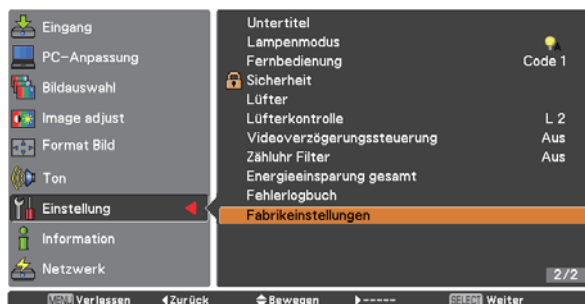 Eingang
PC-Anpassung
Bildauswahl
Image adjust
Format Bild
Ton
Einstellung
Information
Netzwerk
Untertitel
Lampenmodus
Fernbedienung Code 1
Sicherheit
Lüfter
Lüfterkontrolle L 2
Videoverzögerungssteuerung Aus
Zähluhr Filter Aus
Energieeinsparung gesamt
Fehlerlogbuch
Fabrikeinstellungen
2/2
MENU Verlassen Zurück Bewegen ----- SELECT Weiter